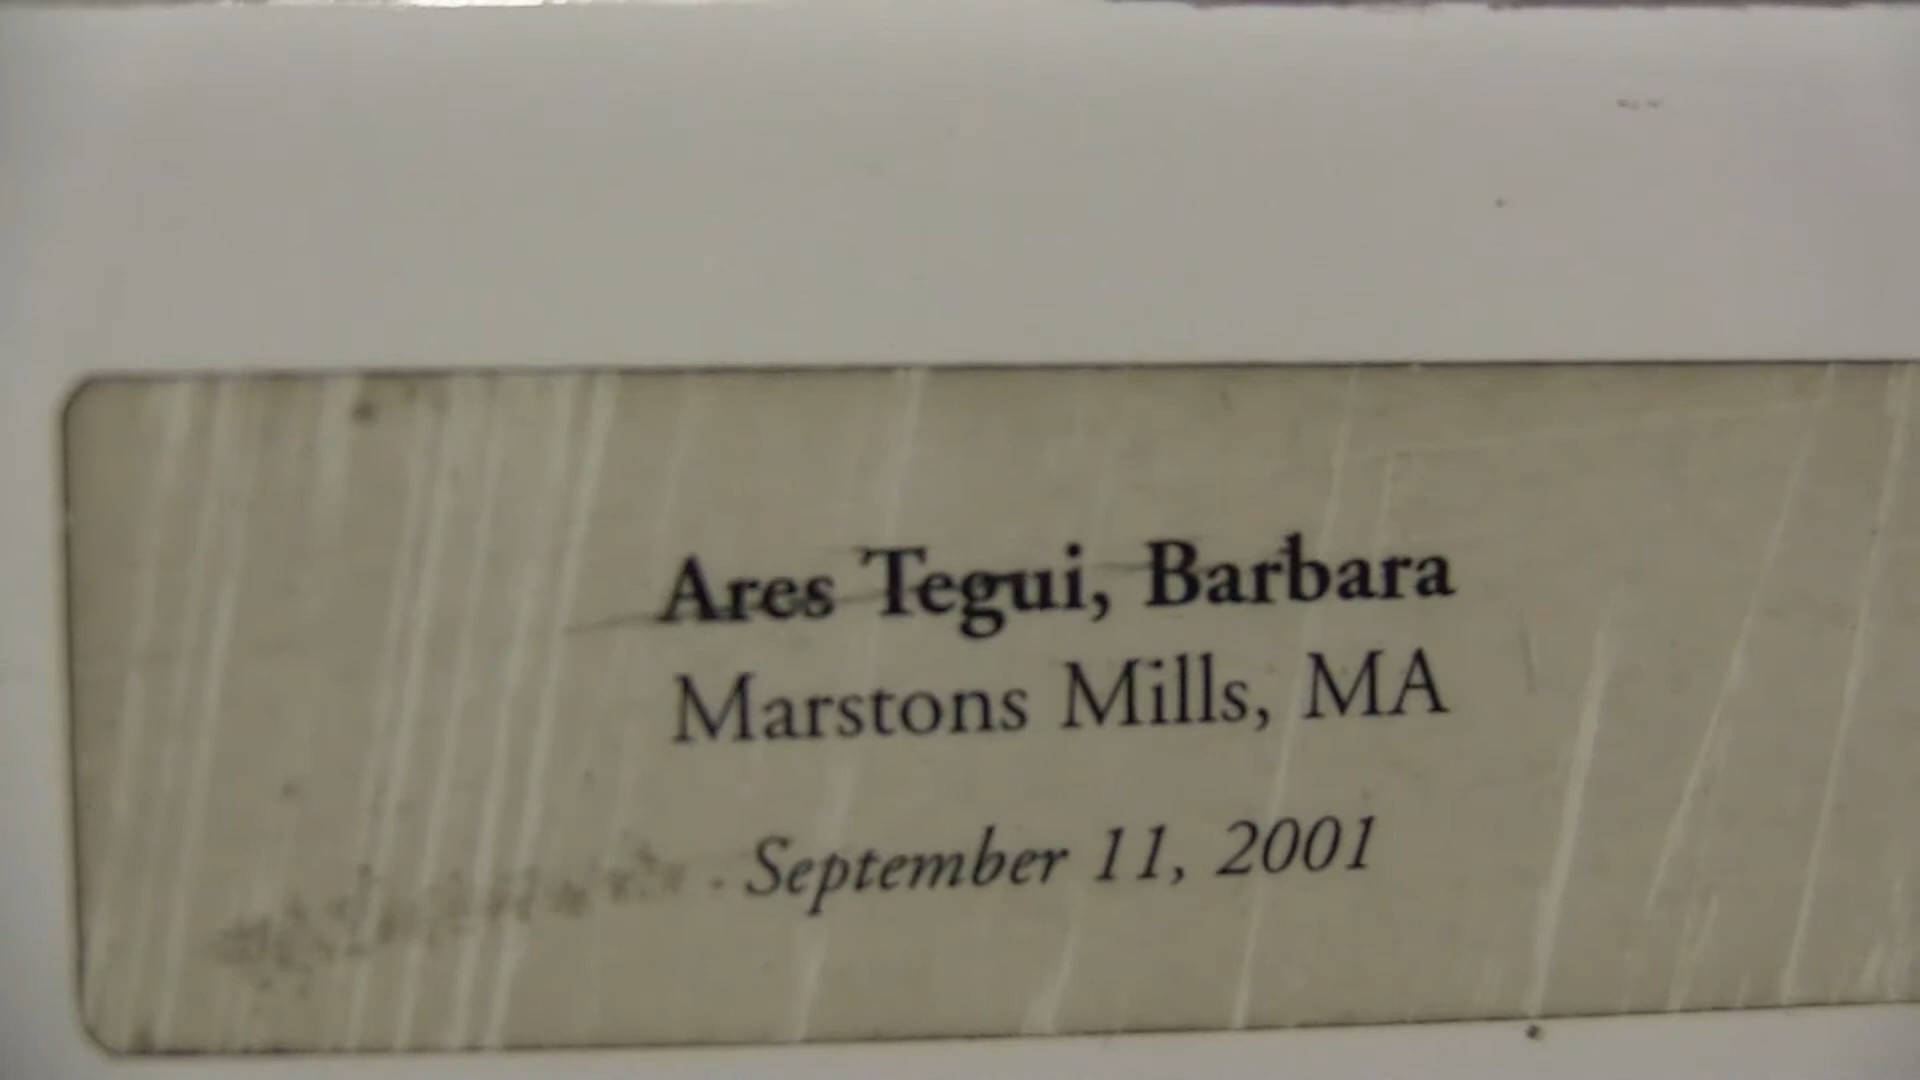 Ares Tegui, Barbara
Marstons Mills, MA
September 11, 2001